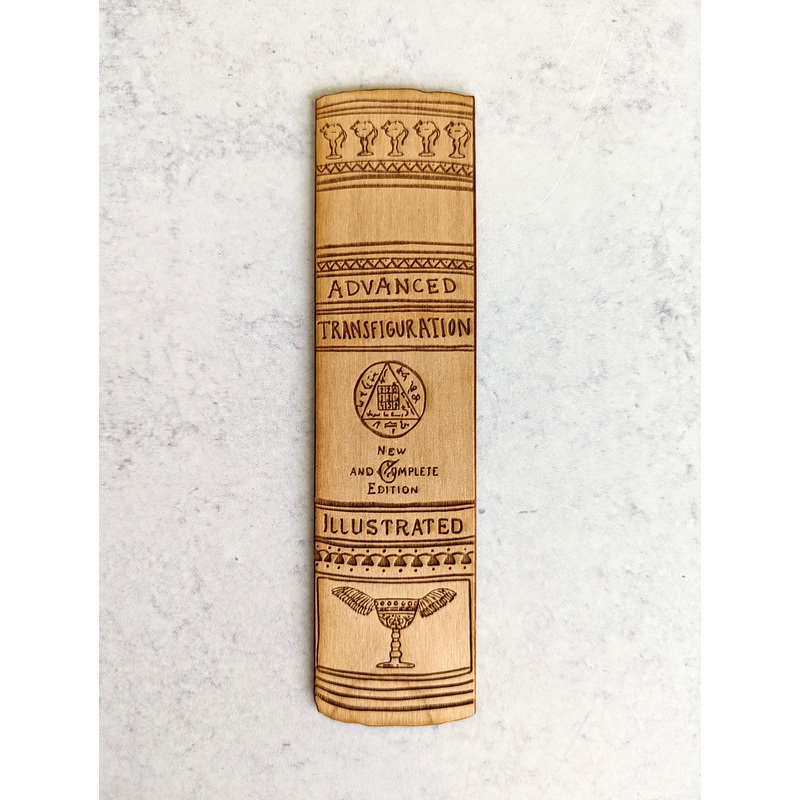 ADVANCED
TRANSFIGURATION
NEW
AND COMPLETE
EDITION
ILLUSTRATED